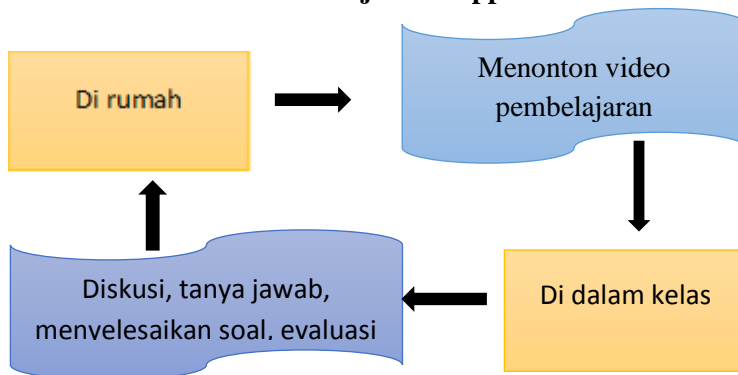 Di rumah
Menonton video
pembelajaran
Di dalam kelas
Diskusi, tanya jawab,
menyelesaikan soal, evaluasi